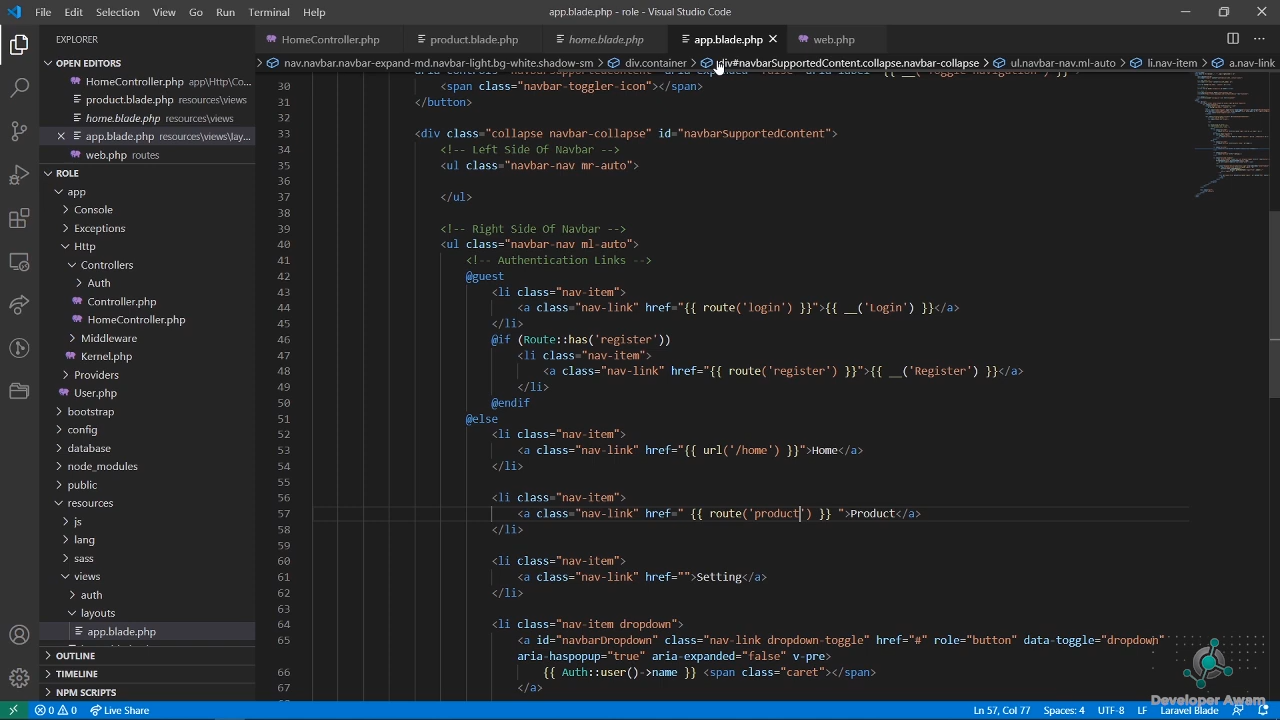 File Edit Selection View Go Run Terminal Help
app.blade.php - role - Visual Studio Code
EXPLORER
HomeController.php
product.blade.php
home.blade.php
app.blade.php
web.php
nav.navbar.navbar-expand-md.navbar-light.bg-white.shadow-sm > div.container > div#navbarSupportedContent.collapse.navbar-collapse > ul.navbar-nav.ml-auto > li.nav-item > a.nav-link
OPEN EDITORS
HomeController.php app\Http\Co...
product.blade.php resources\views
home.blade.php resources\views
app.blade.php resources\views\lay...
web.php routes
ROLE
app
Console
Exceptions
Http
Controllers
Auth
Controller.php
HomeController.php
Middleware
Kernel.php
Providers
User.php
bootstrap
config
database
node_modules
public
resources
js
lang
sass
views
auth
layouts
app.blade.php
OUTLINE
TIMELINE
NPM SCRIPTS
30 <span class="navbar-toggler-icon"></span>
31 </button>
32
33 <div class="collapse navbar-collapse" id="navbarSupportedContent">
34 <!-- Left Side Of Navbar -->
35 <ul class="navbar-nav mr-auto">
36
37 </ul>
38
39 <!-- Right Side Of Navbar -->
40 <ul class="navbar-nav ml-auto">
41 <!-- Authentication Links -->
42 @guest
43 <li class="nav-item">
44 <a class="nav-link" href="{{ route('login') }}">{{ __('Login') }}</a>
45 </li>
46 @if (Route::has('register'))
47 <li class="nav-item">
48 <a class="nav-link" href="{{ route('register') }}">{{ __('Register') }}</a>
49 </li>
50 @endif
51 @else
52 <li class="nav-item">
53 <a class="nav-link" href="{{ url('/home') }}">Home</a>
54 </li>
55
56 <li class="nav-item">
57 <a class="nav-link" href=" {{ route('product') }} ">Product</a>
58 </li>
59
60 <li class="nav-item">
61 <a class="nav-link" href="">Setting</a>
62 </li>
63
64 <li class="nav-item dropdown">
65 <a id="navbarDropdown" class="nav-link dropdown-toggle" href="#" role="button" data-toggle="dropdown"
aria-haspopup="true" aria-expanded="false" v-pre>
66 {{ Auth::user()->name }} <span class="caret"></span>
67 </a>
Developer Awam
0 0 Live Share
Ln 57, Col 77 Spaces: 4 UTF-8 LF Laravel Blade